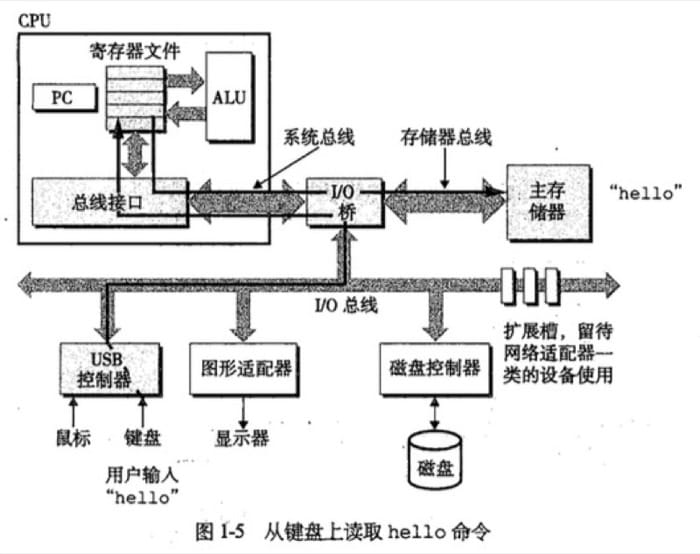 CPU
寄存器文件
PC
ALU
系统总线
存储器总线
总线接口
I/O
桥
主存
储器
“hello”
I/O 总线
扩展槽，留待
网络适配器一
类的设备使用
USB
控制器
图形适配器
磁盘控制器
鼠标
键盘
显示器
磁盘
用户输入
“hello”
图 1-5 从键盘上读取 hello 命令